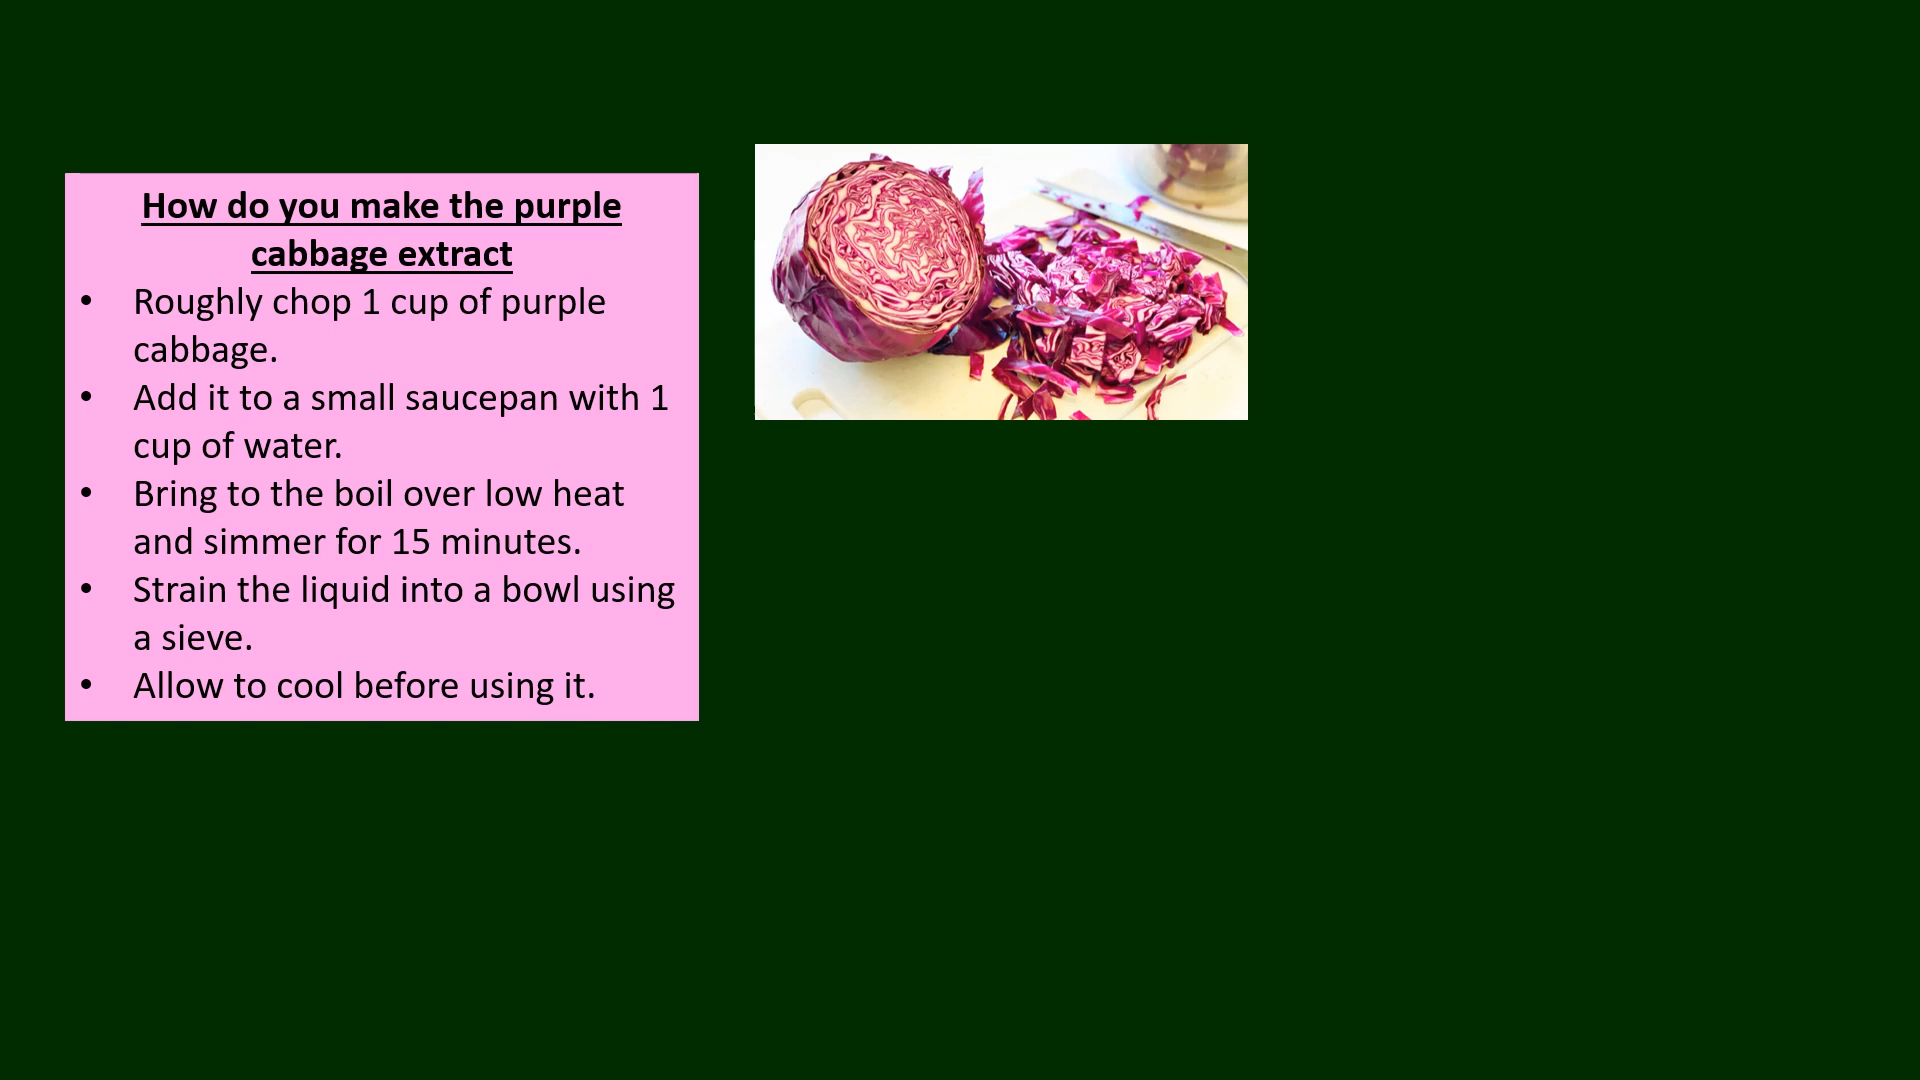 How do you make the purple
cabbage extract
• Roughly chop 1 cup of purple
cabbage.
• Add it to a small saucepan with 1
cup of water.
• Bring to the boil over low heat
and simmer for 15 minutes.
• Strain the liquid into a bowl using
a sieve.
• Allow to cool before using it.